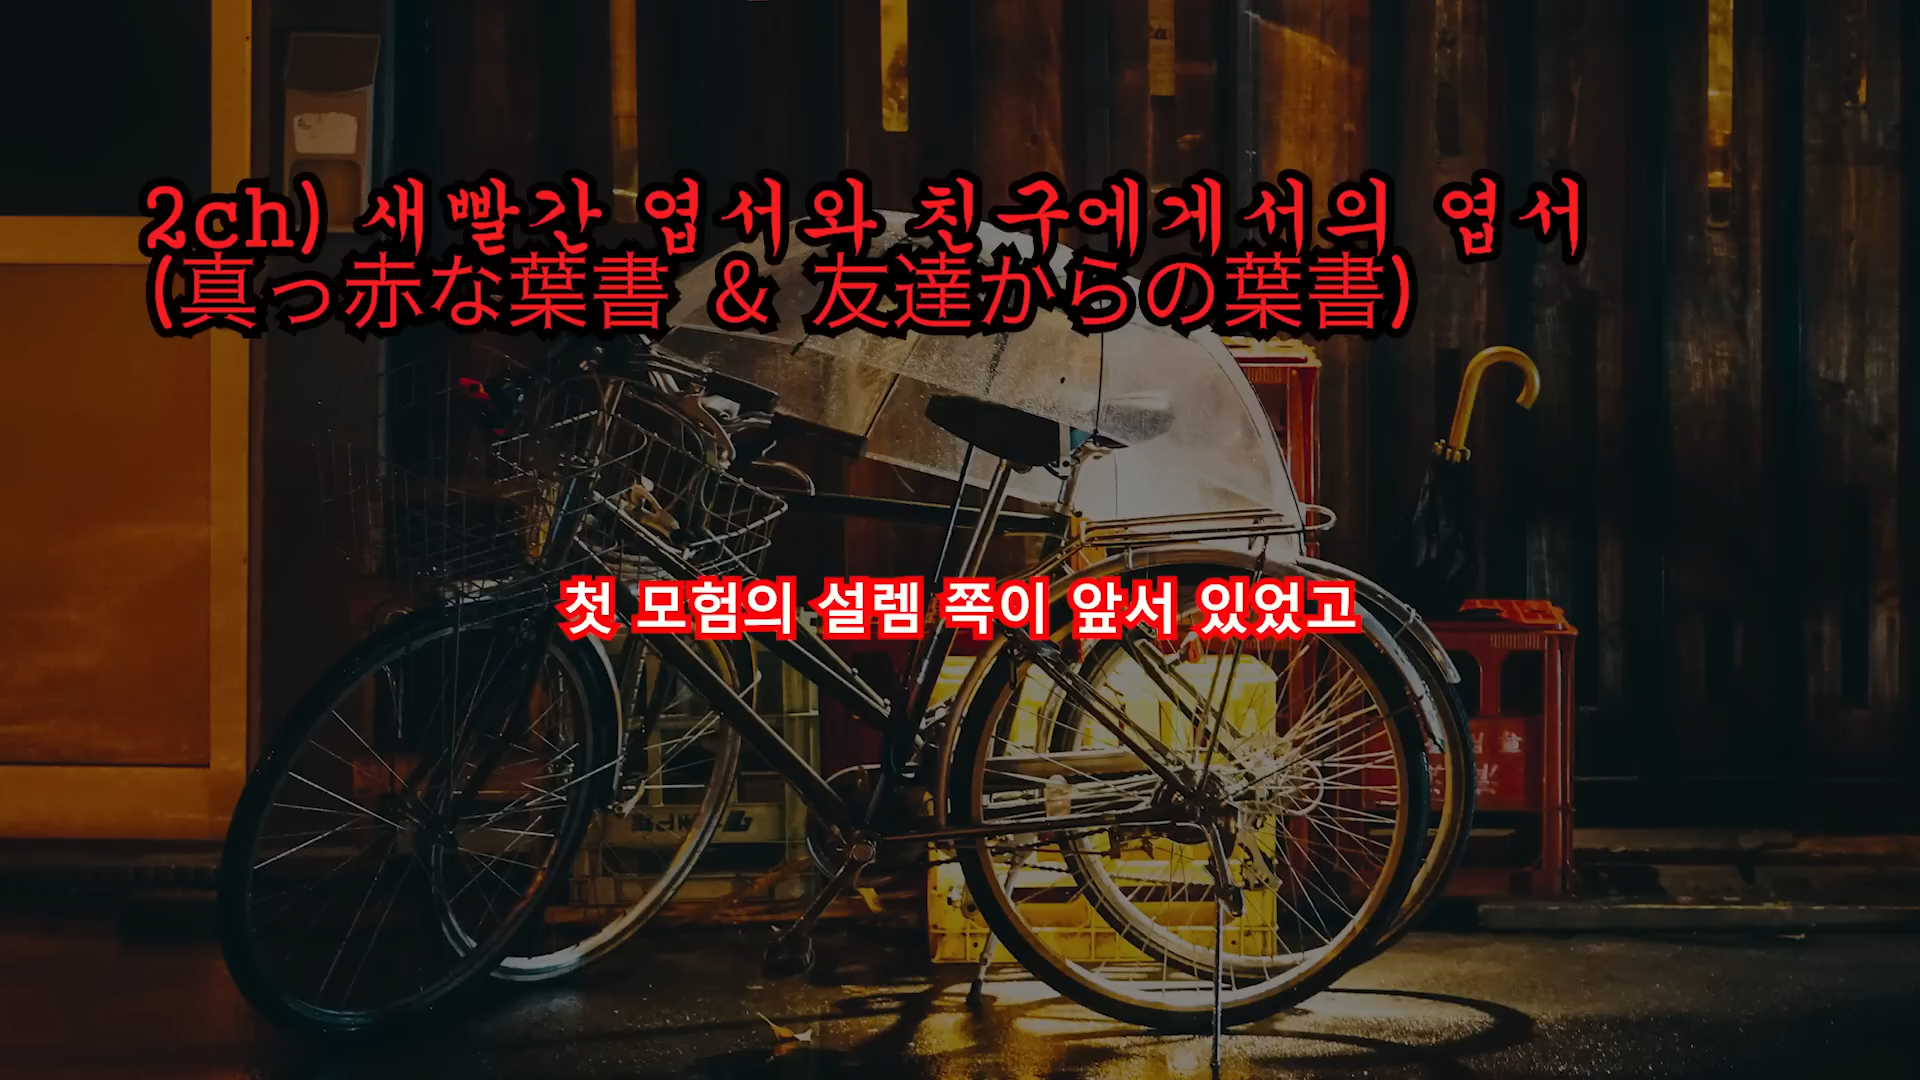 2ch) 새빨간 엽서와 친구에게서의 엽서
(真っ赤な葉書 & 友達からの葉書)
첫 모험의 설렘 쪽이 앞서 있었고